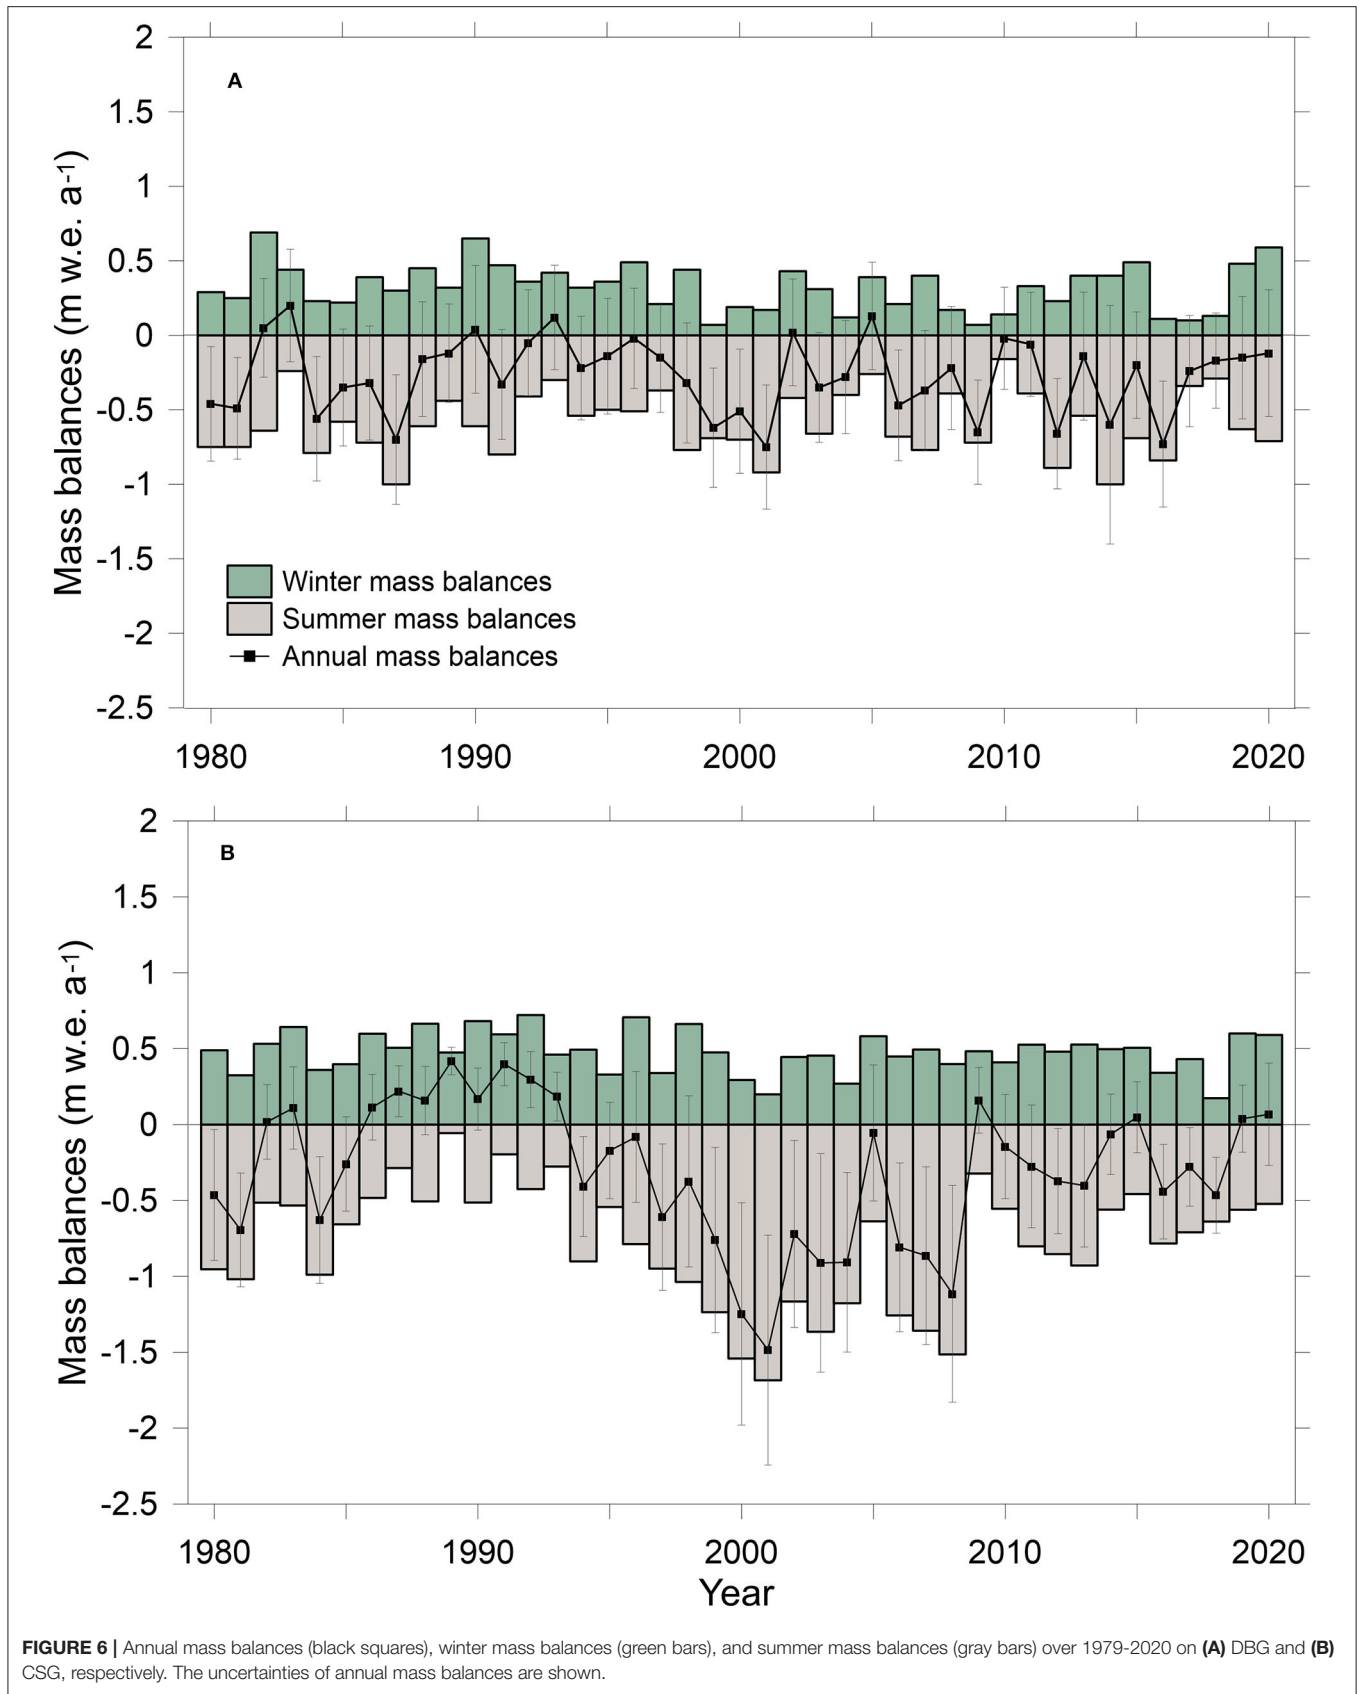 2
A
1.5
1
0.5
0
-0.5
-1
-1.5
-2
-2.5
Mass balances (m w.e. a-1)
Winter mass balances
Summer mass balances
Annual mass balances
1980 1990 2000 2010 2020
2
B
1.5
1
0.5
0
-0.5
-1
-1.5
-2
-2.5
Mass balances (m w.e. a-1)
1980 1990 2000 2010 2020
Year
FIGURE 6 | Annual mass balances (black squares), winter mass balances (green bars), and summer mass balances (gray bars) over 1979-2020 on (A) DBG and (B)
CSG, respectively. The uncertainties of annual mass balances are shown.